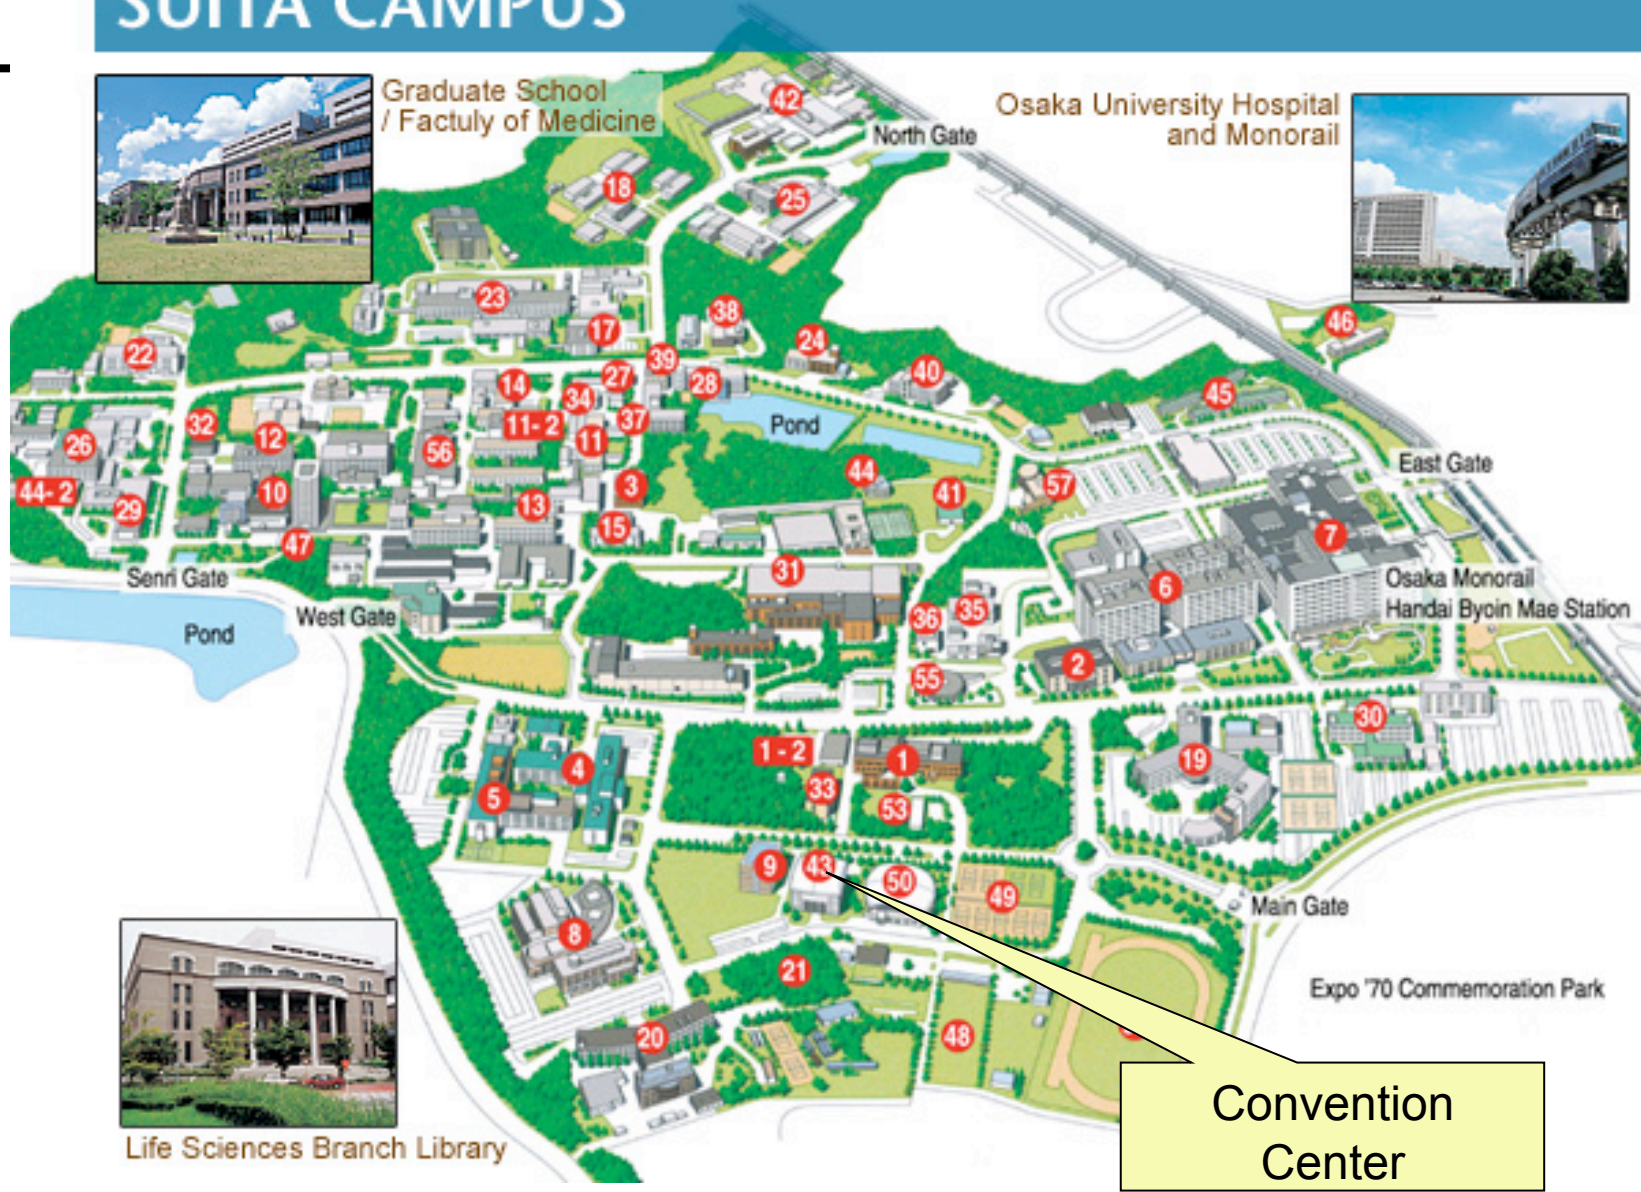 SUITA CAMPUS
Graduate School
/ Factuly of Medicine
Osaka University Hospital
and Monorail
42
North Gate
18
25
23
17
38
46
22
24
39
14
27
28
40
45
34
32
12
11- 2
37
Pond
26
56
11
East Gate
44
44- 2
10
3
41
57
29
13
15
7
47
31
Senri Gate
6
Osaka Monorail
Handai Byoin Mae Station
West Gate
36
35
Pond
2
55
30
1 - 2
1
19
4
33
5
53
9
43
50
49
Main Gate
8
21
Expo '70 Commemoration Park
20
48
Convention
Center
Life Sciences Branch Library